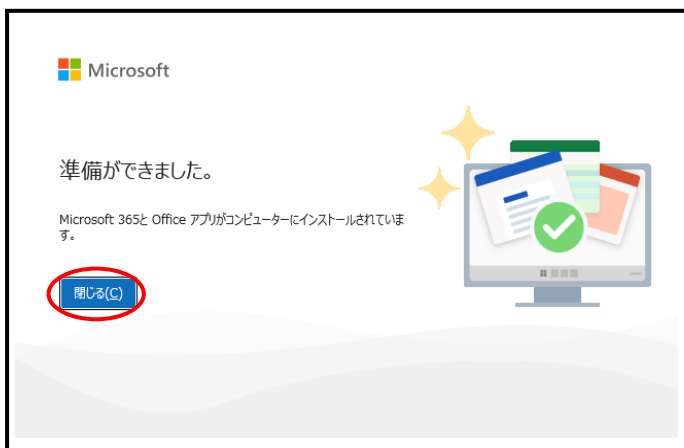 Microsoft
準備ができました。
Microsoft 365と Office アプリがコンピューターにインストールされていま
す。
閉じる(C)